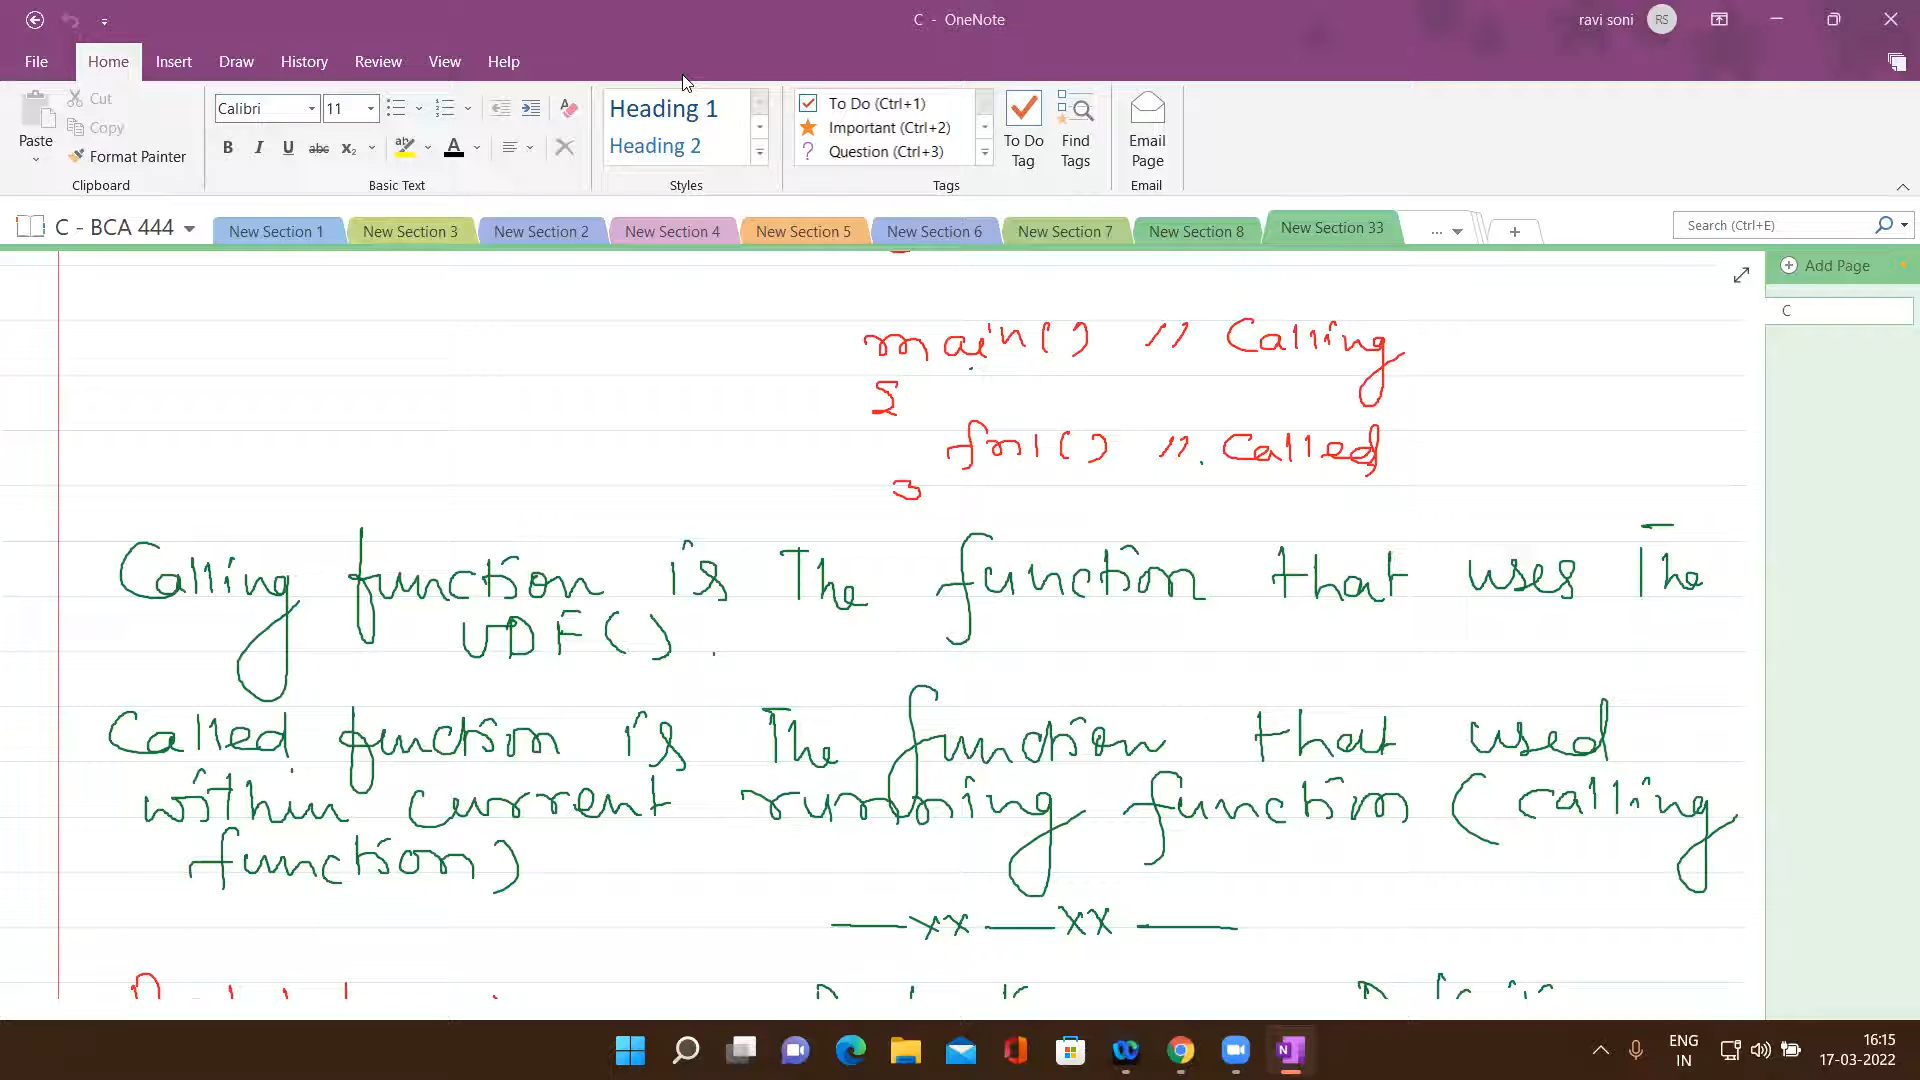 C - OneNote
ravi soni RS
File Home Insert Draw History Review View Help
Paste
Cut
Copy
Format Painter
Clipboard
Calibri 11
B I U abc x₂ A
Basic Text
Heading 1
Heading 2
Styles
To Do (Ctrl+1)
Important (Ctrl+2)
Question (Ctrl+3)
To Do Tag
Find Tags
Tags
Email Page
Email
C - BCA 444 New Section 1 New Section 3 New Section 2 New Section 4 New Section 5 New Section 6 New Section 7 New Section 8 New Section 33 ... + Search (Ctrl+E)
Add Page
C
main() // Calling
{
fn1() // Called
}
Calling function is The function that uses The
UDF().
Called function is The function that used
within current running function (calling
function)
—— xx —— xx ——
ENG
IN
16:15
17-03-2022